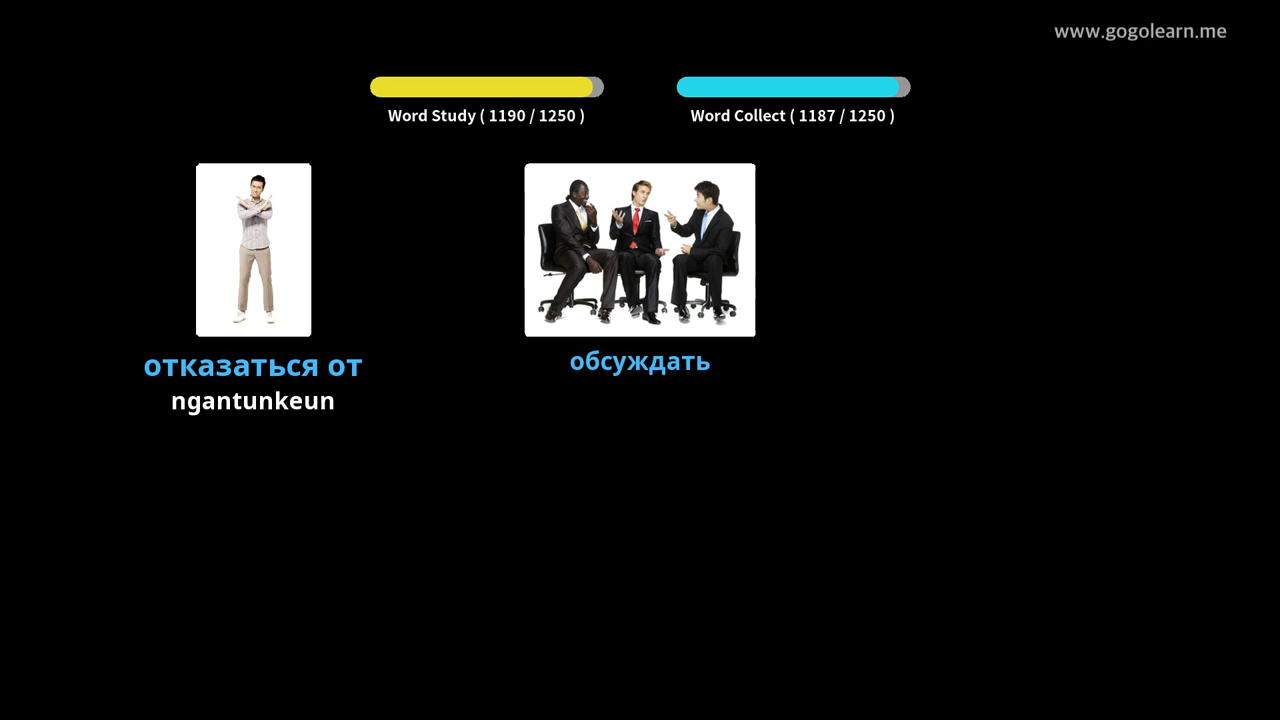 www.gogolearn.me
Word Study ( 1190 / 1250 )
Word Collect ( 1187 / 1250 )
отказаться от
ngantunkeun
обсуждать